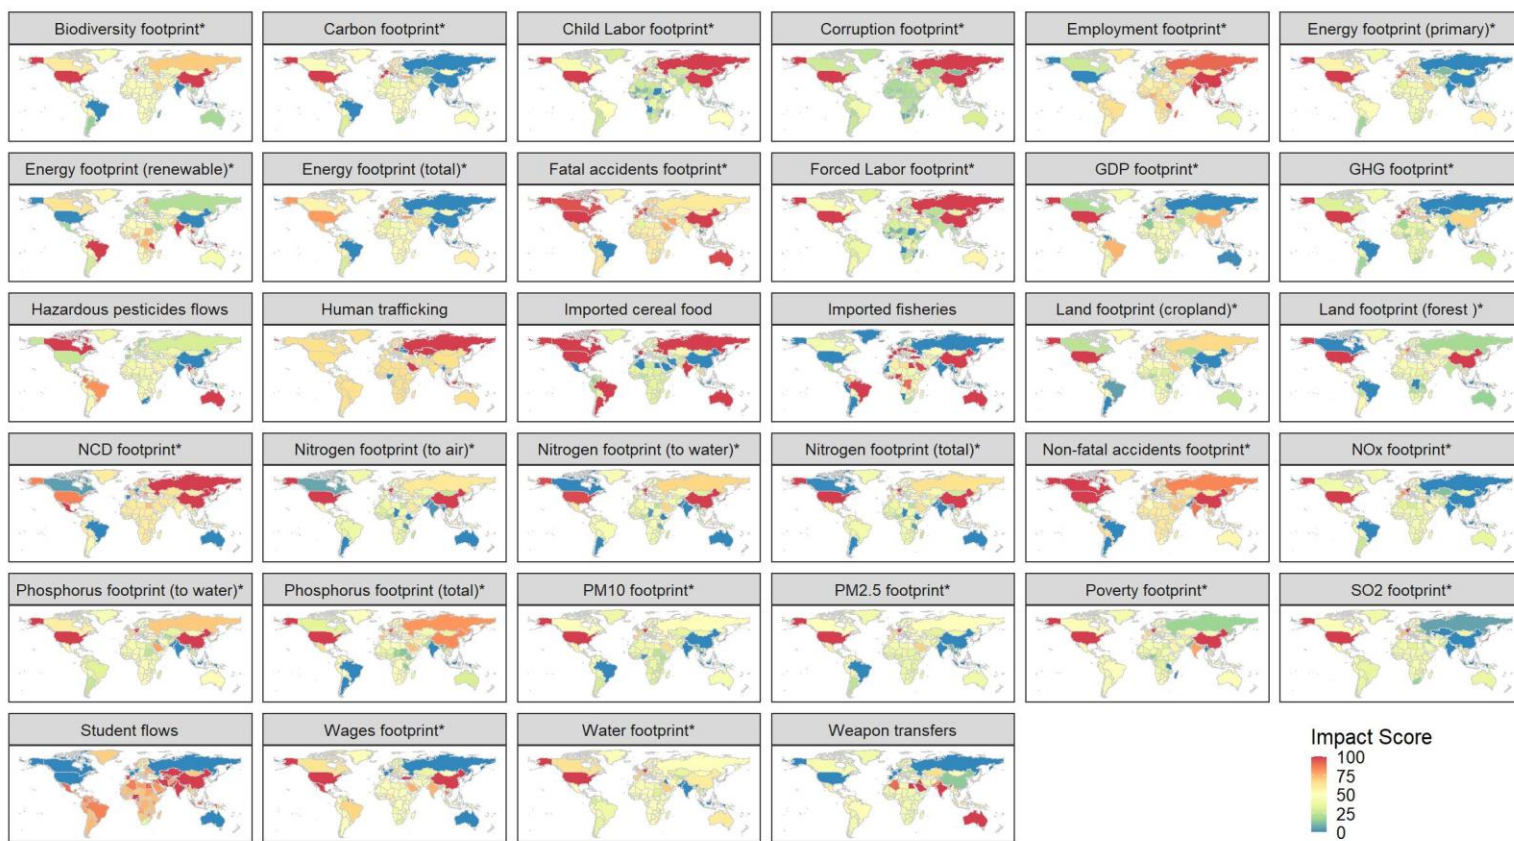 Biodiversity footprint*
Carbon footprint*
Child Labor footprint*
Corruption footprint*
Employment footprint*
Energy footprint (primary)*
Energy footprint (renewable)*
Energy footprint (total)*
Fatal accidents footprint*
Forced Labor footprint*
GDP footprint*
GHG footprint*
Hazardous pesticides flows
Human trafficking
Imported cereal food
Imported fisheries
Land footprint (cropland)*
Land footprint (forest )*
NCD footprint*
Nitrogen footprint (to air)*
Nitrogen footprint (to water)*
Nitrogen footprint (total)*
Non-fatal accidents footprint*
NOx footprint*
Phosphorus footprint (to water)*
Phosphorus footprint (total)*
PM10 footprint*
PM2.5 footprint*
Poverty footprint*
SO2 footprint*
Student flows
Wages footprint*
Water footprint*
Weapon transfers
Impact Score
100
75
50
25
0